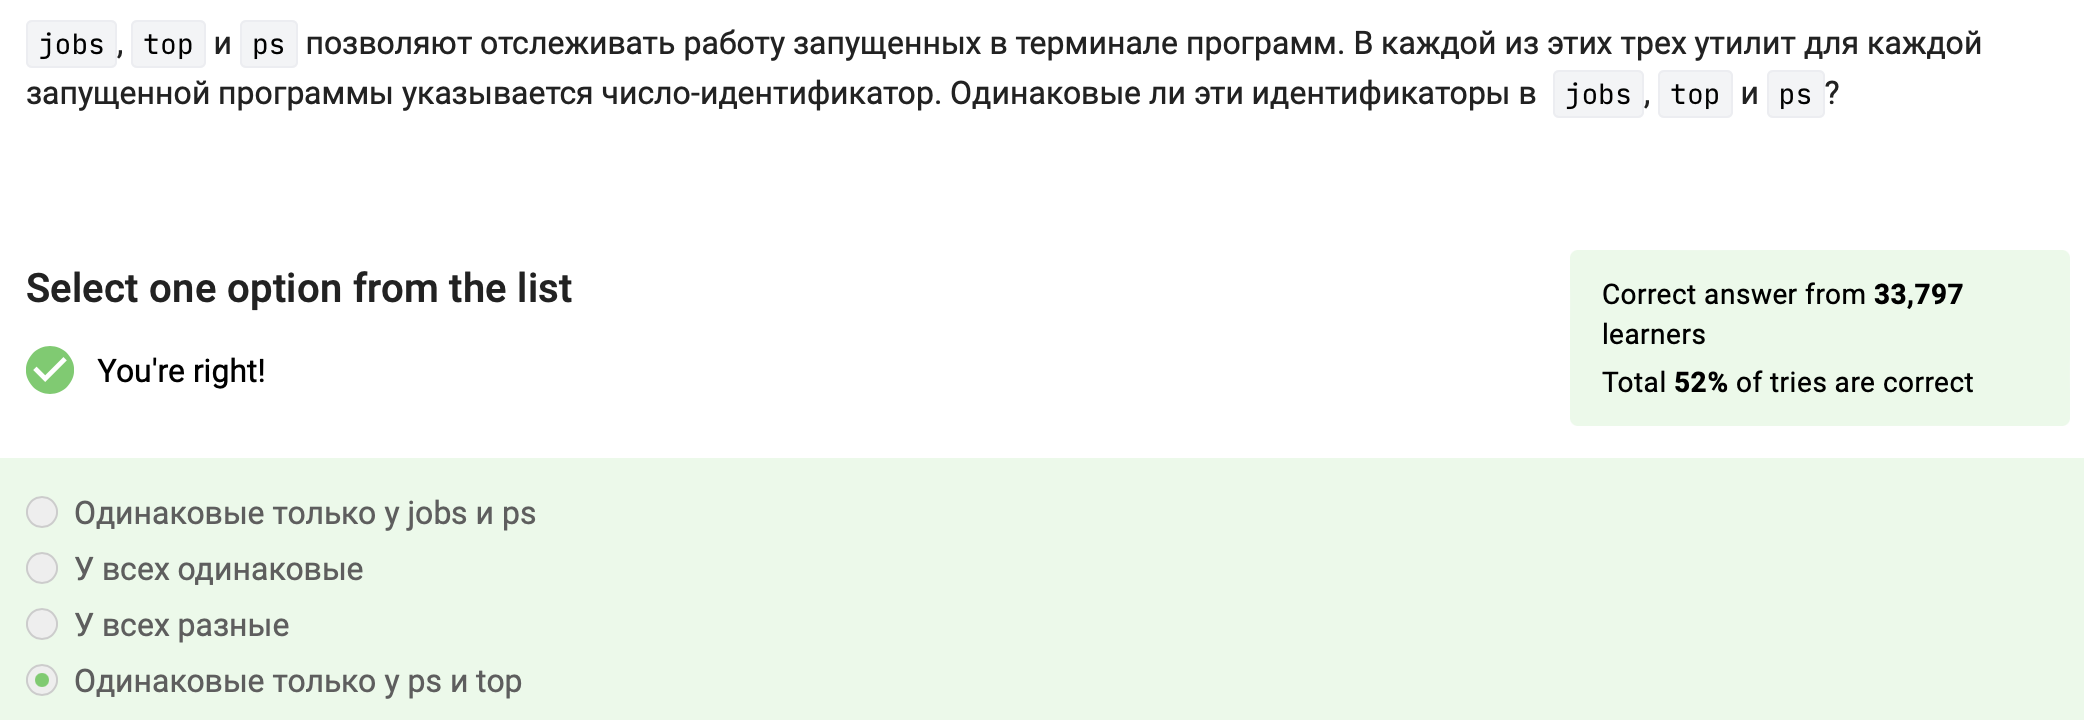 jobs, top и ps позволяют отслеживать работу запущенных в терминале программ. В каждой из этих трех утилит для каждой
запущенной программы указывается число-идентификатор. Одинаковые ли эти идентификаторы в jobs, top и ps?
Select one option from the list
You're right!
Correct answer from 33,797
learners
Total 52% of tries are correct
Одинаковые только у jobs и ps
У всех одинаковые
У всех разные
Одинаковые только у ps и top